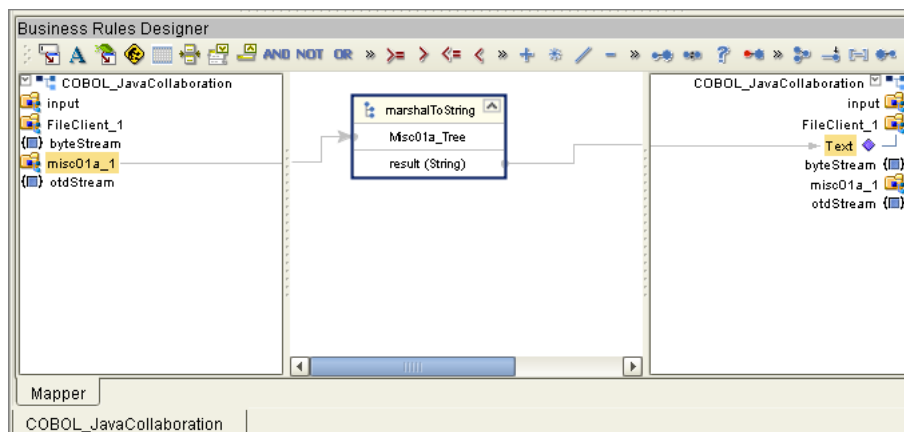 Business Rules Designer
AND NOT OR » >= > <= < » + * / - » ? »
COBOL_JavaCollaboration
input
FileClient_1
byteStream
misc01a_1
otdStream
marshalToString
Misc01a_Tree
result (String)
COBOL_JavaCollaboration
input
FileClient_1
Text
byteStream
misc01a_1
otdStream
Mapper
COBOL_JavaCollaboration